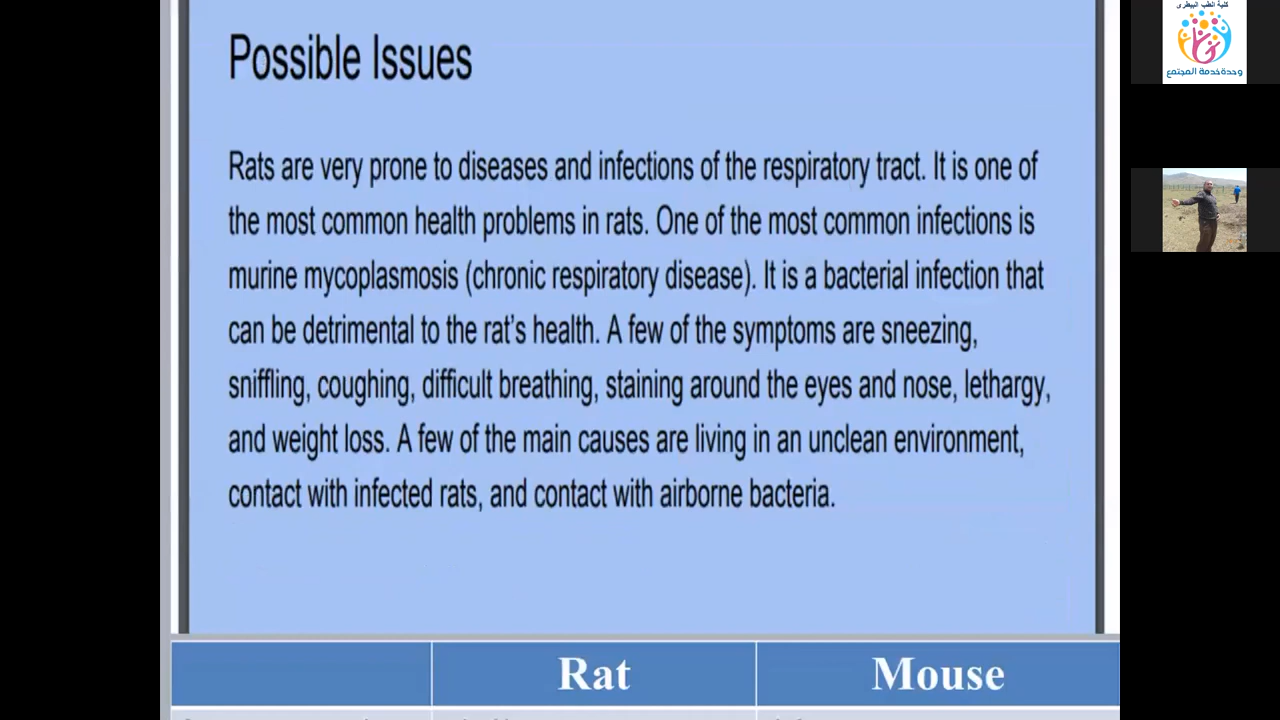 Possible Issues
Rats are very prone to diseases and infections of the respiratory tract. It is one of
the most common health problems in rats. One of the most common infections is
murine mycoplasmosis (chronic respiratory disease). It is a bacterial infection that
can be detrimental to the rat's health. A few of the symptoms are sneezing,
sniffling, coughing, difficult breathing, staining around the eyes and nose, lethargy,
and weight loss. A few of the main causes are living in an unclean environment,
contact with infected rats, and contact with airborne bacteria.
Rat Mouse
كلية الطب البيطرى
وحدة خدمة المجتمع